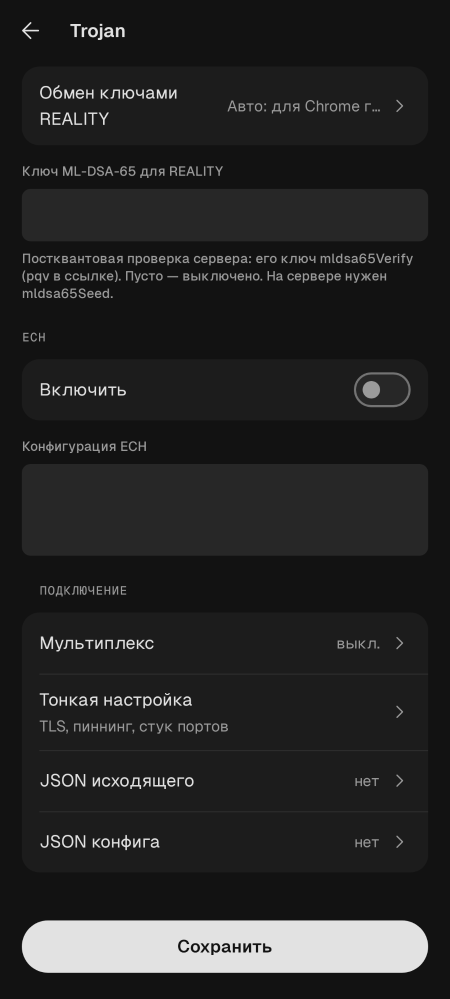 Trojan
Обмен ключами
REALITY
Авто: для Chrome г…
Ключ ML-DSA-65 для REALITY
Постквантовая проверка сервера: его ключ mldsa65Verify
(pqv в ссылке). Пусто — выключено. На сервере нужен
mldsa65Seed.
ECH
Включить
Конфигурация ECH
ПОДКЛЮЧЕНИЕ
Мультиплекс
выкл.
Тонкая настройка
TLS, пиннинг, стук портов
JSON исходящего
нет
JSON конфига
нет
Сохранить